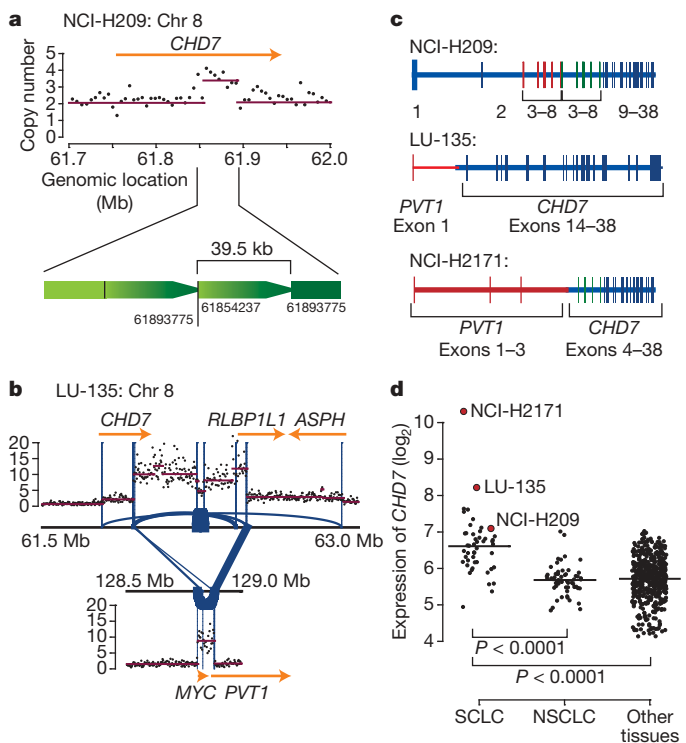 a
NCI-H209: Chr 8
CHD7
Copy number
5
4
3
2
1
0
61.7 61.8 61.9 62.0
Genomic location
(Mb)
39.5 kb
61893775
61854237
61893775
b
LU-135: Chr 8
CHD7 RLBP1L1 ASPH
20
15
10
5
0
61.5 Mb 63.0 Mb
128.5 Mb 129.0 Mb
20
15
10
5
0
MYC PVT1
c
NCI-H209:
1 2 3–8 3–8 9–38
LU-135:
PVT1
Exon 1
CHD7
Exons 14–38
NCI-H2171:
PVT1
Exons 1–3
CHD7
Exons 4–38
d
Expression of CHD7 (log2)
10
9
8
7
6
5
4
NCI-H2171
LU-135
NCI-H209
P < 0.0001
P < 0.0001
SCLC NSCLC Other
tissues